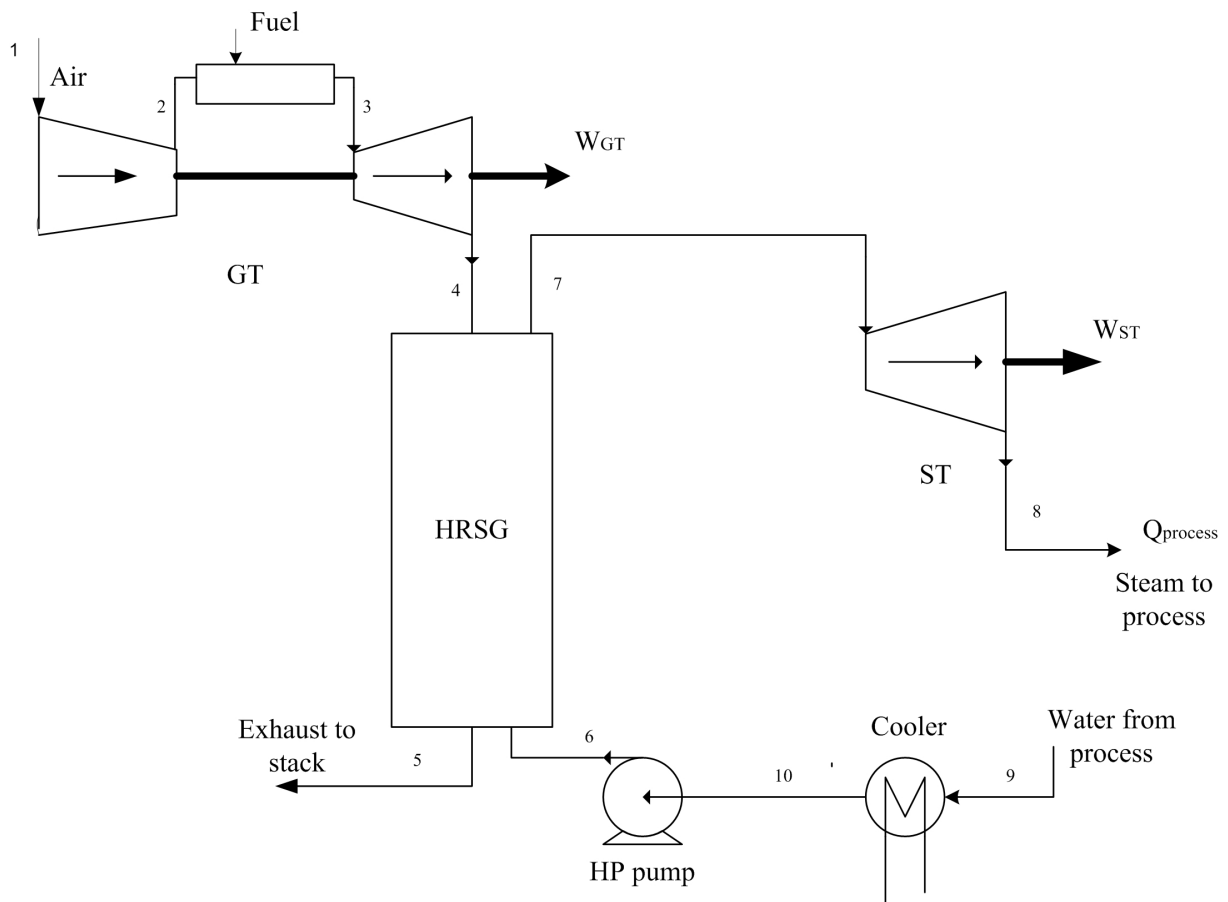 Fuel
1
Air
2
3
WGT
GT
4
7
WST
ST
8
Qprocess
HRSG
Steam to
process
Exhaust to
stack
5
6
Cooler
Water from
process
10
9
HP pump